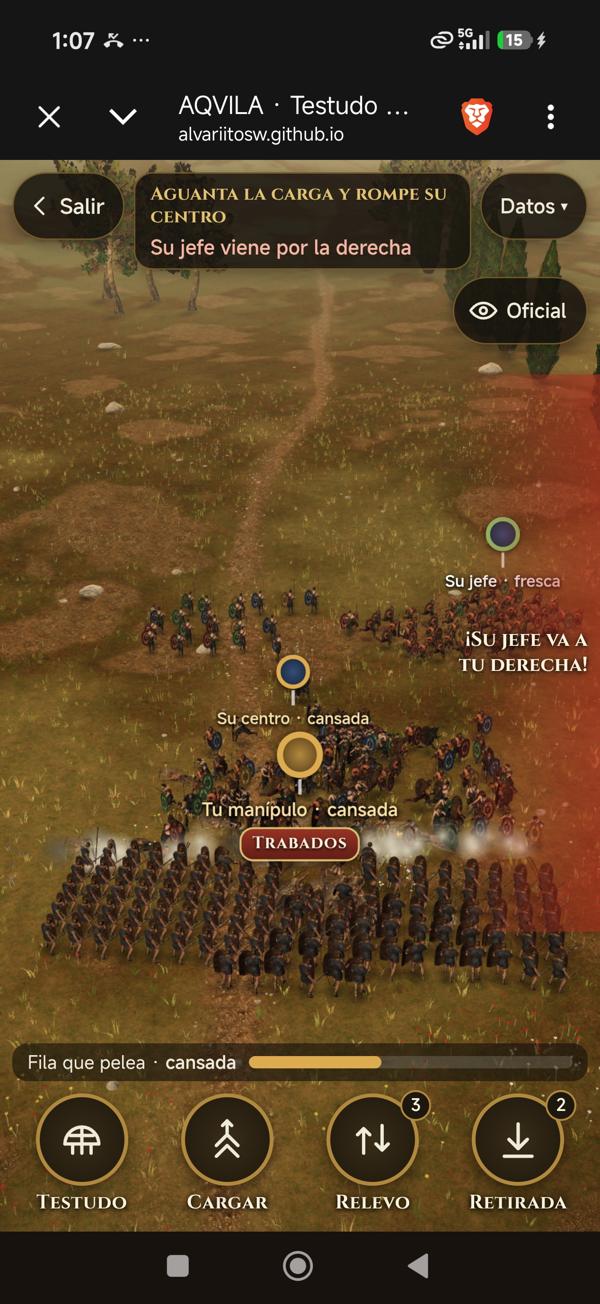 1:07
5G
15
AQVILA · Testudo ...
alvariitosw.github.io
Salir
AGUANTA LA CARGA Y ROMPE SU
CENTRO
Su jefe viene por la derecha
Datos ▾
Oficial
Su jefe · fresca
¡SU JEFE VA A
TU DERECHA!
Su centro · cansada
Tu manípulo · cansada
TRABADOS
Fila que pelea · cansada
3
2
TESTUDO
CARGAR
RELEVO
RETIRADA